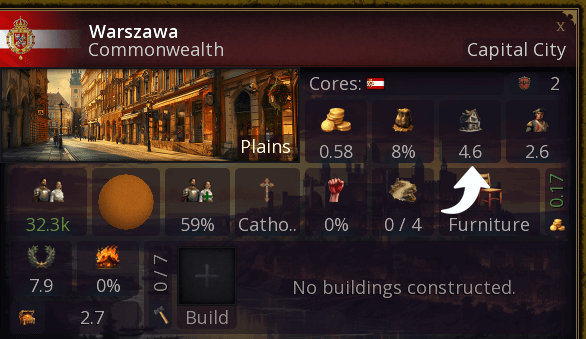 Warszawa
x
Commonwealth
Capital City
Cores:
2
Plains
0.58
8%
4.6
2.6
32.3k
59%
Catho..
0%
0 / 4
Furniture
0.17
7.9
0%
0 / 7
No buildings constructed.
2.7
Build